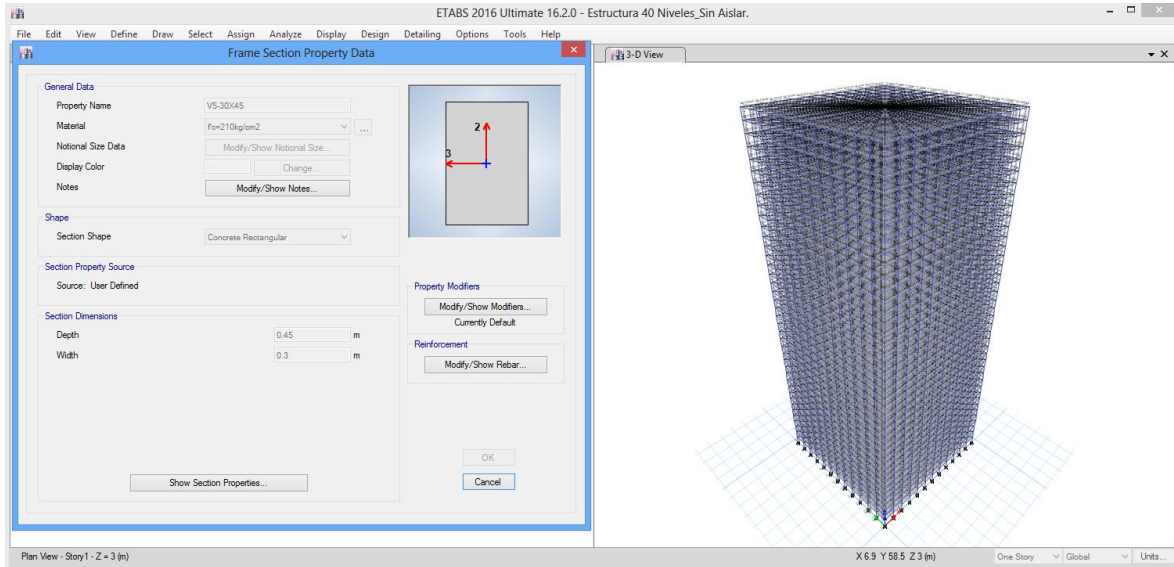 ETABS 2016 Ultimate 16.2.0 - Estructura 40 Niveles_Sin Aislar.
File Edit View Define Draw Select Assign Analyze Display Design Detailing Options Tools Help
Frame Section Property Data
General Data
Property Name V5-30X45
Material Fc=210kg/cm2 ...
Notional Size Data Modify/Show Notional Size...
Display Color Change...
Notes Modify/Show Notes...
Shape
Section Shape Concrete Rectangular
Section Property Source
Source: User Defined
Section Dimensions
Depth 0.45 m
Width 0.3 m
Show Section Properties...
2
3
Property Modifiers
Modify/Show Modifiers...
Currently Default
Reinforcement
Modify/Show Rebar...
OK
Cancel
3-D View
Plan View - Story1 - Z = 3 (m)
X 6.9 Y 58.5 Z 3 (m)
One Story Global Units...